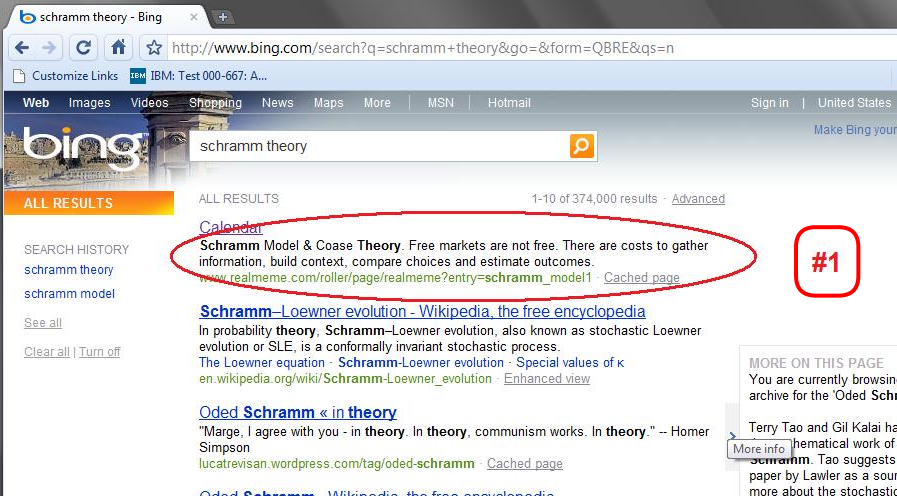 schramm theory - Bing
http://www.bing.com/search?q=schramm+theory&go=&form=QBRE&qs=n
Customize Links IBM IBM: Test 000-667: A...
Web Images Videos Shopping News Maps More | MSN | Hotmail Sign in | United States
Make Bing your
bing
schramm theory
ALL RESULTS
ALL RESULTS 1-10 of 374,000 results · Advanced
SEARCH HISTORY
schramm theory
schramm model
See all
Clear all | Turn off
Calendar
Schramm Model & Coase Theory. Free markets are not free. There are costs to gather
information, build context, compare choices and estimate outcomes.
www.realmeme.com/roller/page/realmeme?entry=schramm_model1 · Cached page
#1
Schramm–Loewner evolution - Wikipedia, the free encyclopedia
In probability theory, Schramm–Loewner evolution, also known as stochastic Loewner
evolution or SLE, is a conformally invariant stochastic process.
The Loewner equation · Schramm-Loewner evolution · Special values of κ
en.wikipedia.org/wiki/Schramm-Loewner_evolution · Enhanced view
Oded Schramm « in theory
"Marge, I agree with you - in theory. In theory, communism works. In theory." -- Homer
Simpson
lucatrevisan.wordpress.com/tag/oded-schramm · Cached page
Oded Schramm - Wikipedia, the free encyclopedia
MORE ON THIS PAGE
You are currently browsing
archive for the 'Oded Schr
Terry Tao and Gil Kalai ha
thematical work of
Schramm. Tao suggests
paper by Lawler as a sour
more about the stochastic
More info